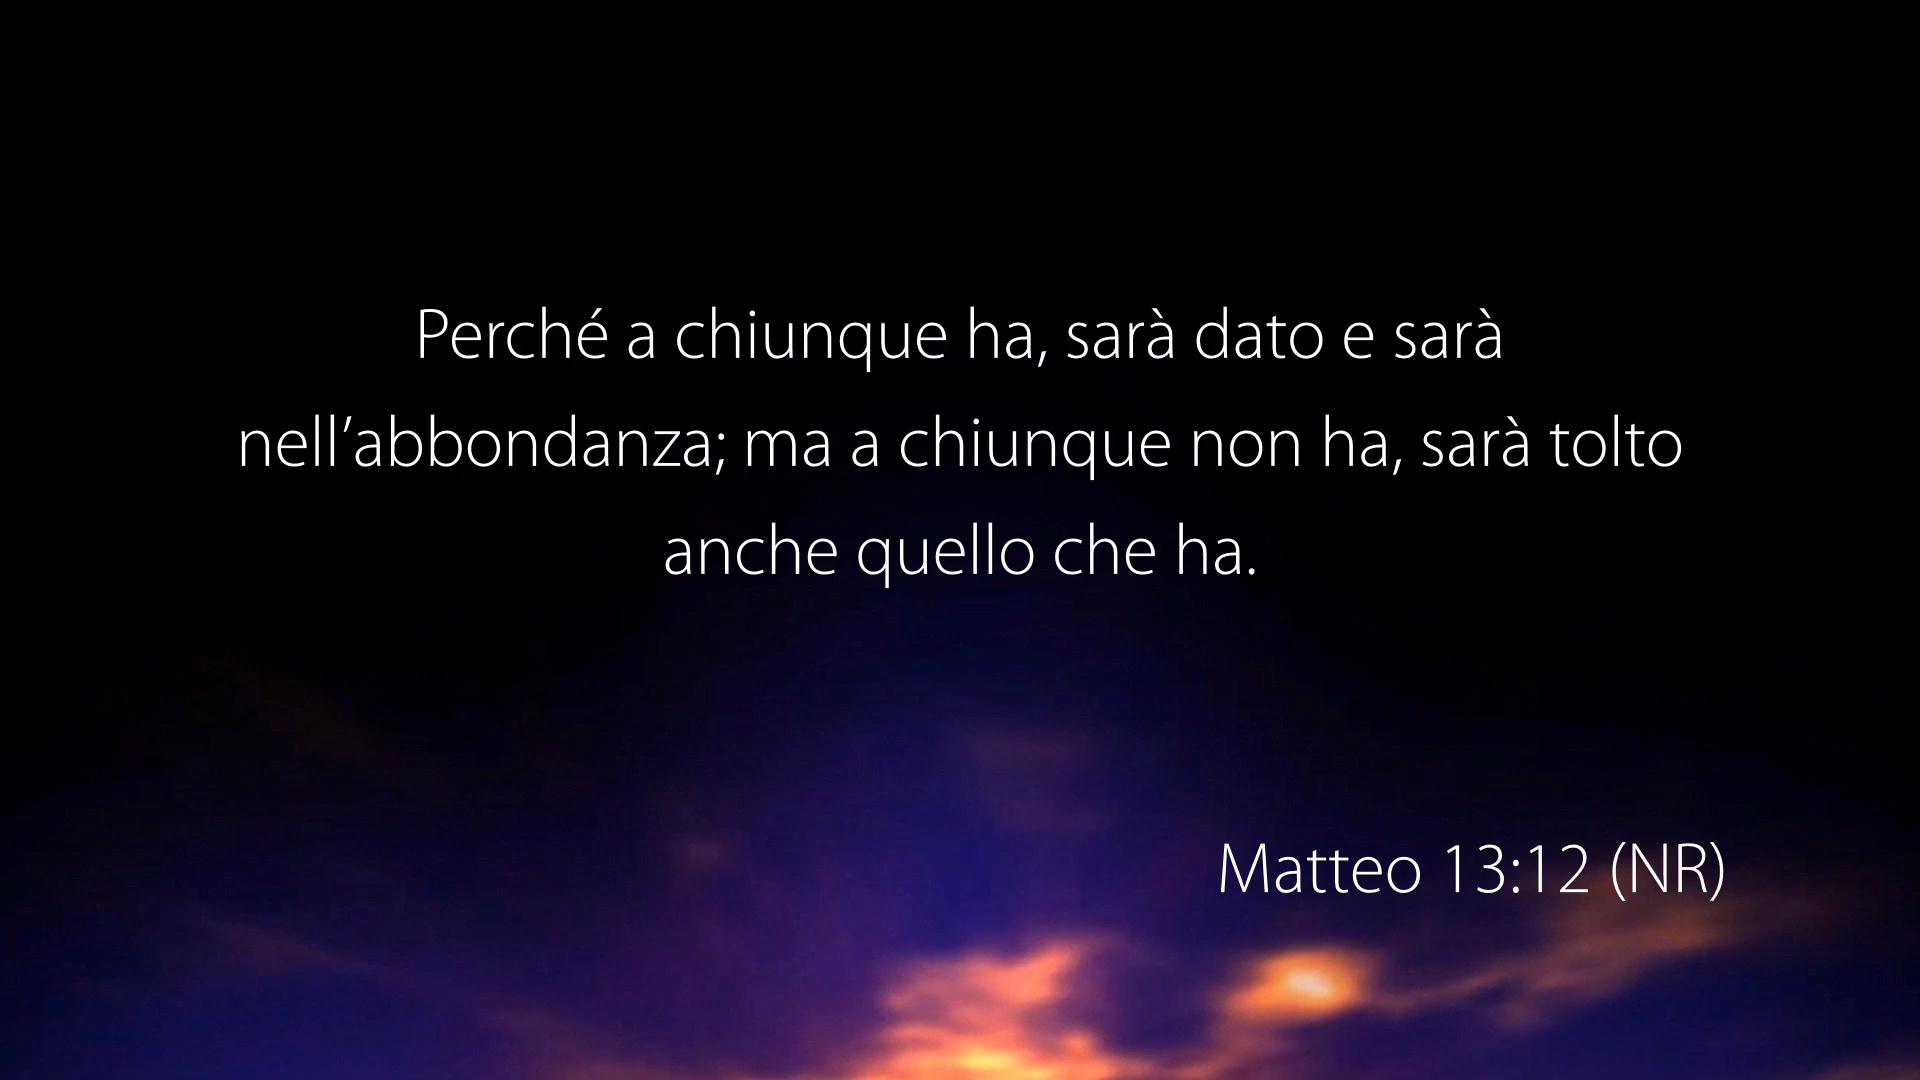 Perché a chiunque ha, sarà dato e sarà
nell’abbondanza; ma a chiunque non ha, sarà tolto
anche quello che ha.
Matteo 13:12 (NR)